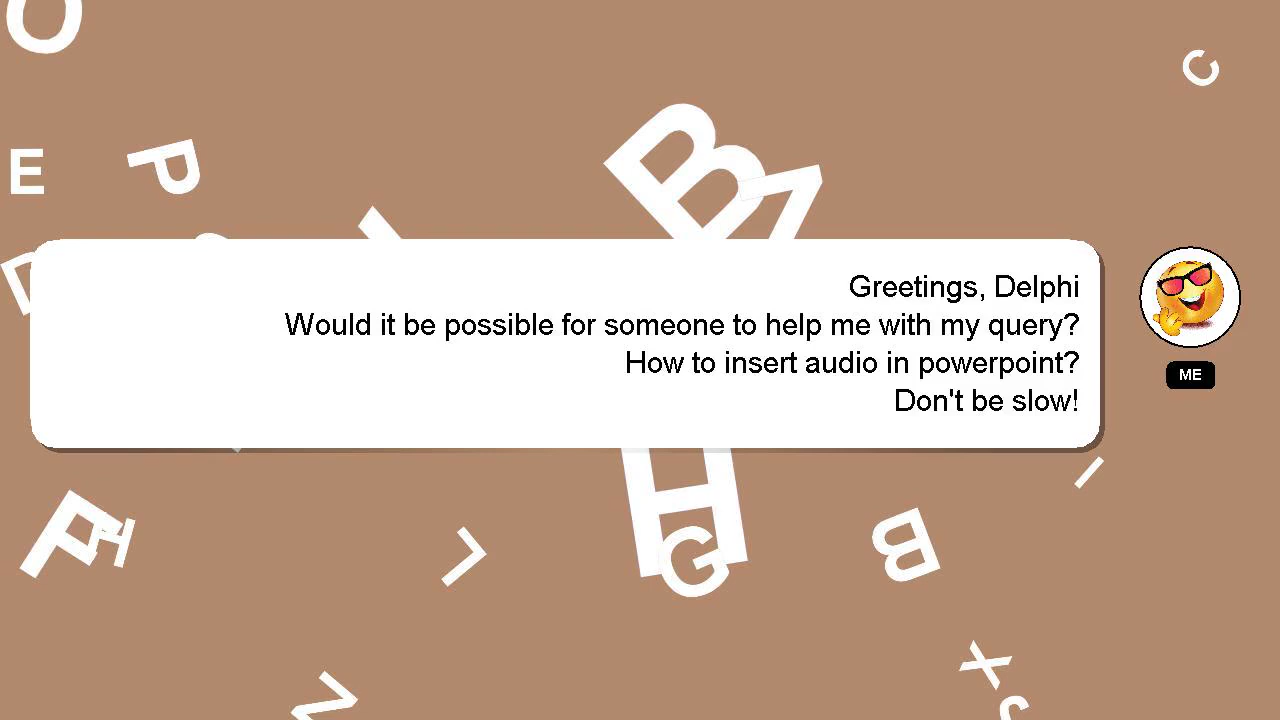 Greetings, Delphi
Would it be possible for someone to help me with my query?
How to insert audio in powerpoint?
Don't be slow!
ME
O
C
E
P
B
Z
D
H
F
H
L
G
B
I
X
J
Z